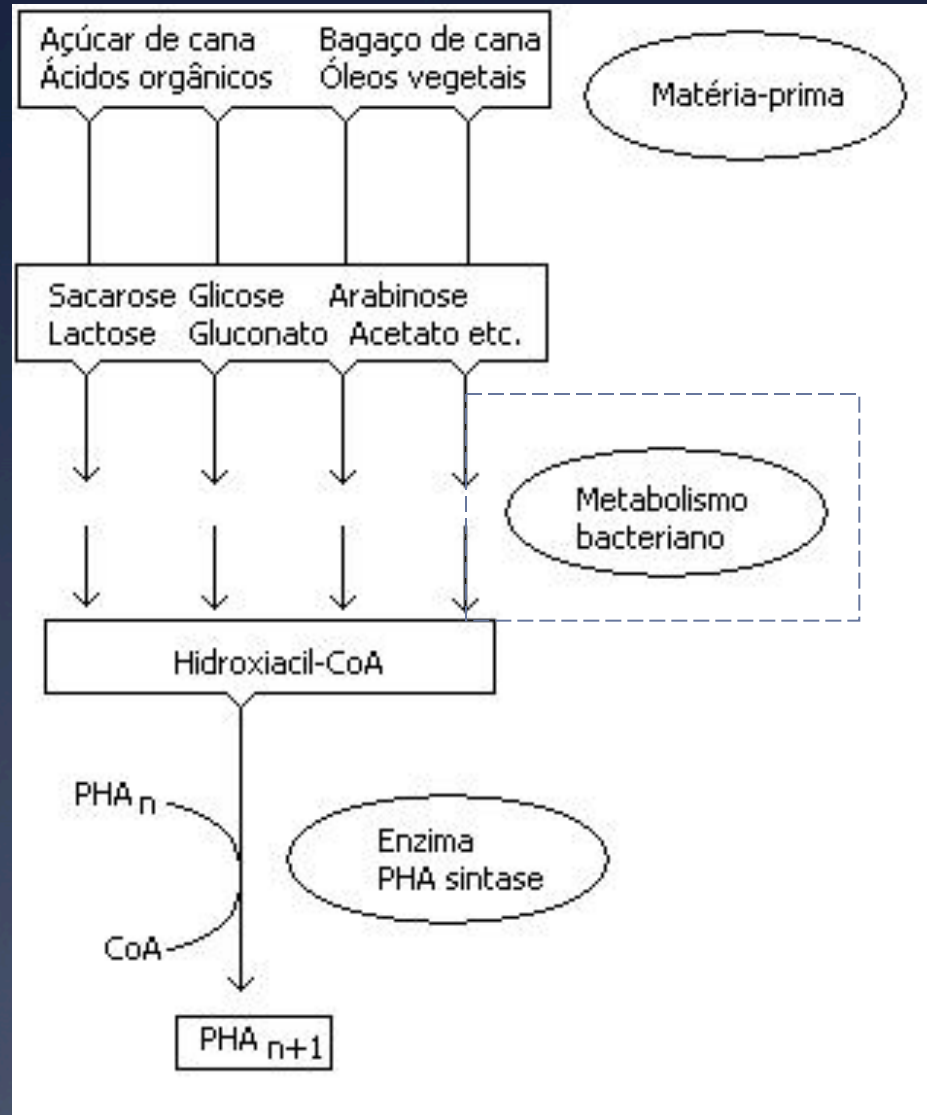 Açúcar de cana Bagaço de cana
Ácidos orgânicos Óleos vegetais
Matéria-prima
Sacarose Glicose Arabinose
Lactose Gluconato Acetato etc.
Metabolismo
bacteriano
Hidroxiacil-CoA
PHA n
Enzima
PHA sintase
CoA
PHA n+1